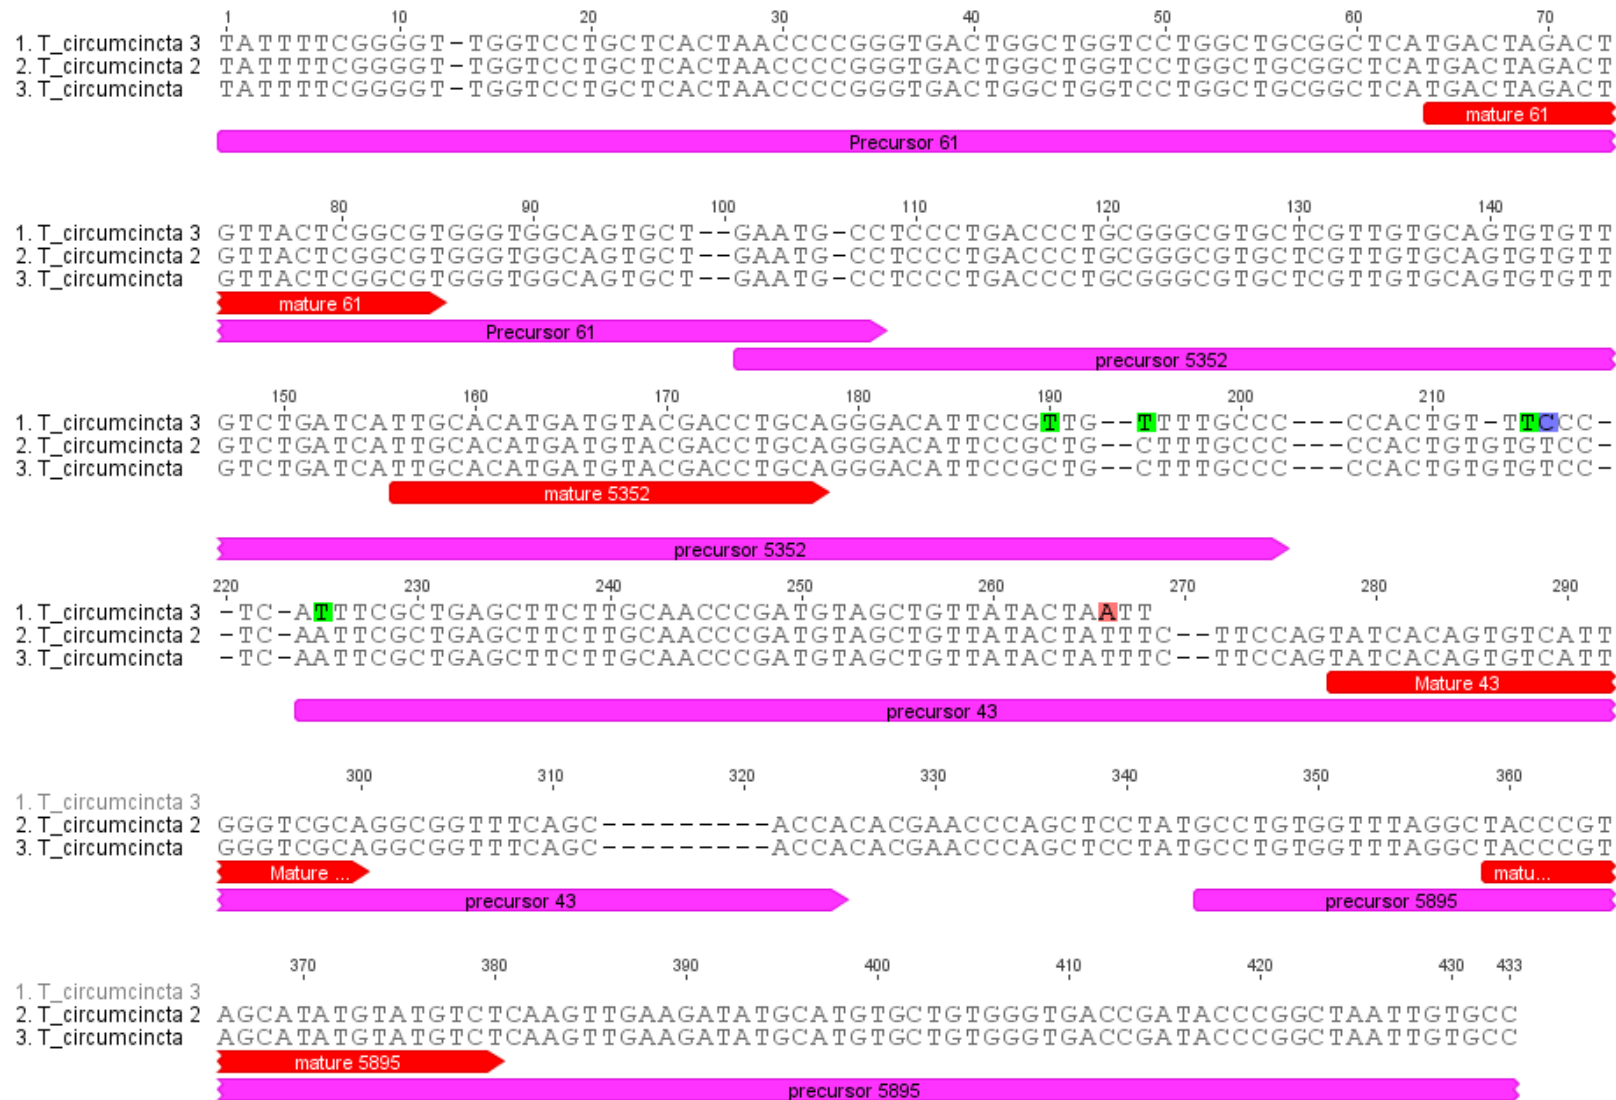 1 10 20 30 40 50 60 70
1. T_circumcincta 3 TATTTTCGGGGT-TGGTCCTGCTCACTAACCCCCGGGTGACTGGCTGGTCCTGGCTGCGGCTCATGACTAGACT
2. T_circumcincta 2 TATTTTCGGGGT-TGGTCCTGCTCACTAACCCCCGGGTGACTGGCTGGTCCTGGCTGCGGCTCATGACTAGACT
3. T_circumcincta TATTTTCGGGGT-TGGTCCTGCTCACTAACCCCCGGGTGACTGGCTGGTCCTGGCTGCGGCTCATGACTAGACT
mature 61
Precursor 61
80 90 100 110 120 130 140
1. T_circumcincta 3 GTTACTCGGCGTGGGTGGCAGTGCT--GAATG-CCTCCCTGACCCTGCGGGCGTGCTCGTTGTGCAGTGTGTT
2. T_circumcincta 2 GTTACTCGGCGTGGGTGGCAGTGCT--GAATG-CCTCCCTGACCCTGCGGGCGTGCTCGTTGTGCAGTGTGTT
3. T_circumcincta GTTACTCGGCGTGGGTGGCAGTGCT--GAATG-CCTCCCTGACCCTGCGGGCGTGCTCGTTGTGCAGTGTGTT
mature 61
Precursor 61
precursor 5352
150 160 170 180 190 200 210
1. T_circumcincta 3 GTCTGATCATTGCACATGATGTACGACCTGCAGGGACATTCCGTTG--TTTTGCCC---CCACTGT-TTCCC-
2. T_circumcincta 2 GTCTGATCATTGCACATGATGTACGACCTGCAGGGACATTCCGCTG--CTTTGCCC---CCACTGTGTGTCC-
3. T_circumcincta GTCTGATCATTGCACATGATGTACGACCTGCAGGGACATTCCGCTG--CTTTGCCC---CCACTGTGTGTCC-
mature 5352
precursor 5352
220 230 240 250 260 270 280 290
1. T_circumcincta 3 -TC-ATTTCGCTGAGCTTCTTGCAACCCGATGTAGCTGTTATACTAATT
2. T_circumcincta 2 -TC-AATTCGCTGAGCTTCTTGCAACCCGATGTAGCTGTTATACTATTTC--TTCCAGTATCACAGTGTCATT
3. T_circumcincta -TC-AATTCGCTGAGCTTCTTGCAACCCGATGTAGCTGTTATACTATTTC--TTCCAGTATCACAGTGTCATT
Mature 43
precursor 43
300 310 320 330 340 350 360
1. T_circumcincta 3
2. T_circumcincta 2 GGGTCGCAGGCGGTTTCAGC---------ACCACACGAACCCAGCTCCTATGCCTGTGGTTTAGGCTACCCGT
3. T_circumcincta GGGTCGCAGGCGGTTTCAGC---------ACCACACGAACCCAGCTCCTATGCCTGTGGTTTAGGCTACCCGT
Mature ... matu...
precursor 43 precursor 5895
370 380 390 400 410 420 430 433
1. T_circumcincta 3
2. T_circumcincta 2 AGCATATGTATGTCTCAAGTTGAAGATATGCATGTGCTGTGGGTGACCGATACCCGGCTAATTGTGCC
3. T_circumcincta AGCATATGTATGTCTCAAGTTGAAGATATGCATGTGCTGTGGGTGACCGATACCCGGCTAATTGTGCC
mature 5895
precursor 5895